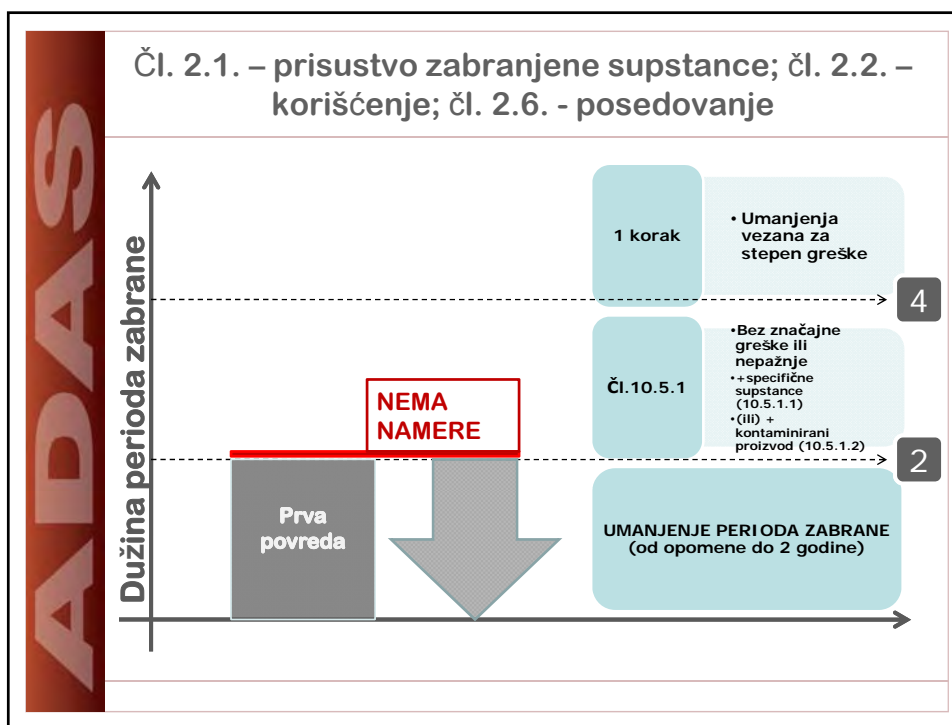 Čl. 2.1. – prisustvo zabranjene supstance; čl. 2.2. –
korišćenje; čl. 2.6. - posedovanje
ADAS
Dužina perioda zabrane
1 korak
• Umanjenja
vezana za
stepen greške
4
Čl.10.5.1
•Bez značajne
greške ili
nepažnje
•+specifične
supstance
(10.5.1.1)
•(ili) +
kontaminirani
proizvod (10.5.1.2)
NEMA
NAMERE
2
Prva
povreda
UMANJENJE PERIODA ZABRANE
(od opomene do 2 godine)